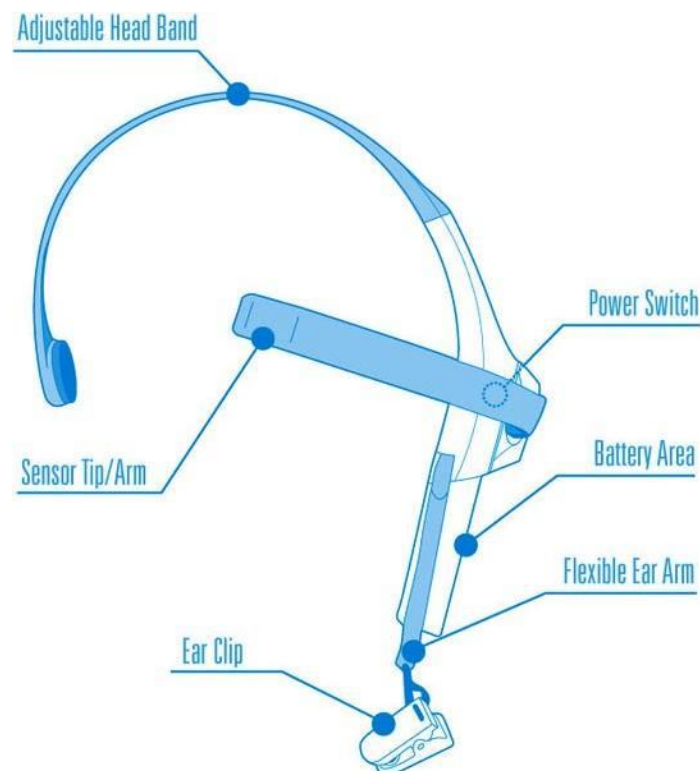 Adjustable Head Band
Power Switch
Sensor Tip/Arm
Battery Area
Flexible Ear Arm
Ear Clip